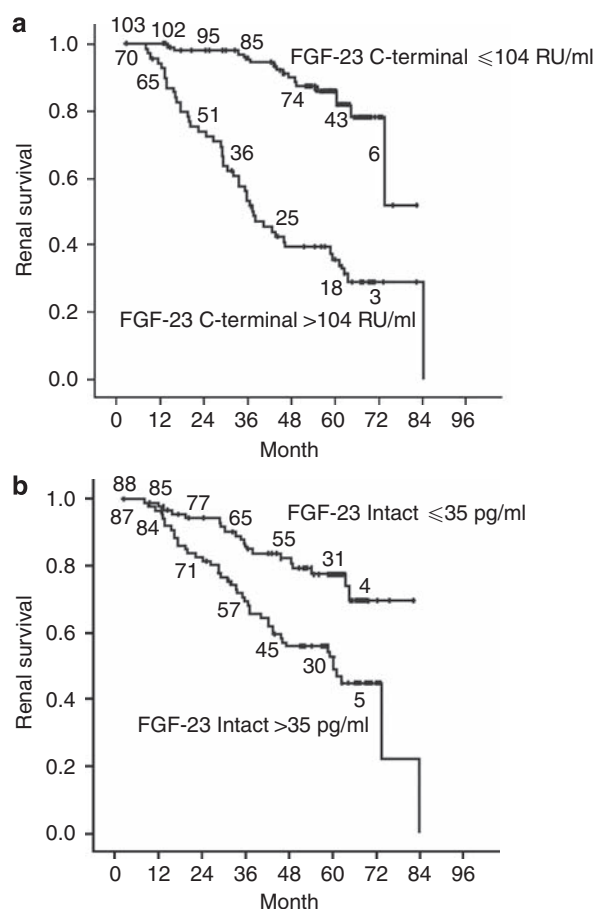 a
103 102 95 85
FGF-23 C-terminal ≤104 RU/ml
1.0
70
65
74
0.8
51
43
36
6
0.6
Renal survival
0.4
25
18
3
0.2
FGF-23 C-terminal >104 RU/ml
0.0
0 12 24 36 48 60 72 84 96
Month
b
88 85 77
65
FGF-23 Intact ≤35 pg/ml
1.0
87 84
55
31
4
0.8
71
57
0.6
Renal survival
45
30
5
0.4
FGF-23 Intact >35 pg/ml
0.2
0.0
0 12 24 36 48 60 72 84 96
Month